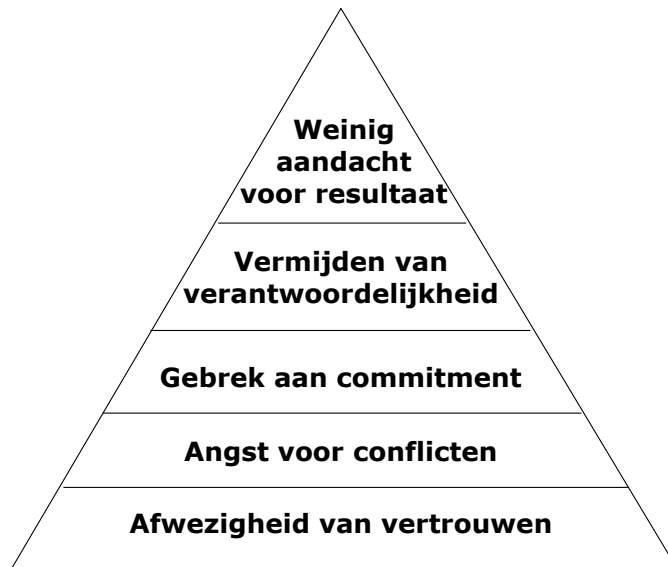 Weinig
aandacht
voor resultaat
Vermijden van
verantwoordelijkheid
Gebrek aan commitment
Angst voor conflicten
Afwezigheid van vertrouwen